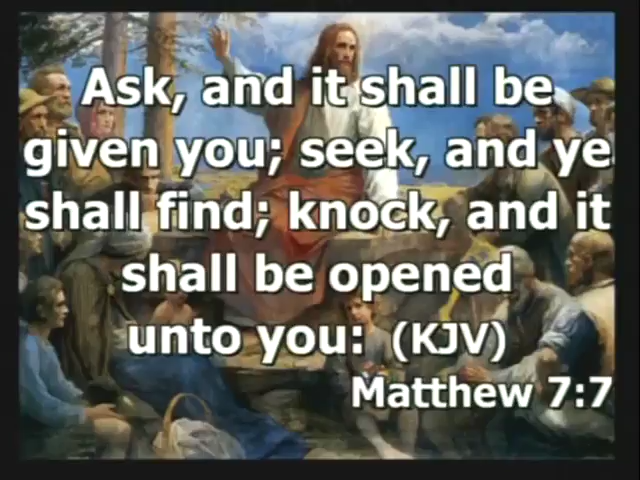 Ask, and it shall be
given you; seek, and ye
shall find; knock, and it
shall be opened
unto you: (KJV)
Matthew 7:7